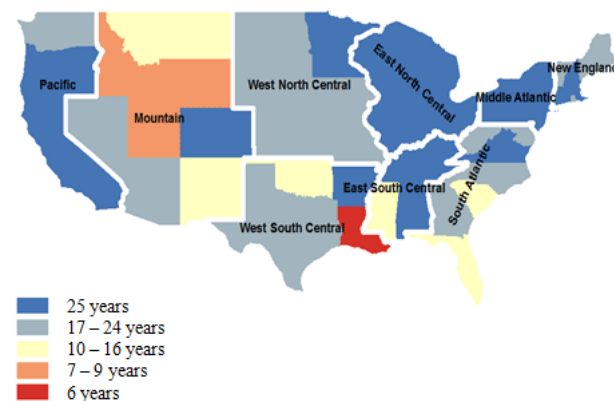 Pacific
Mountain
West North Central
East North Central
Middle Atlantic
New England
South Atlantic
East South Central
West South Central
25 years
17 – 24 years
10 – 16 years
7 – 9 years
6 years